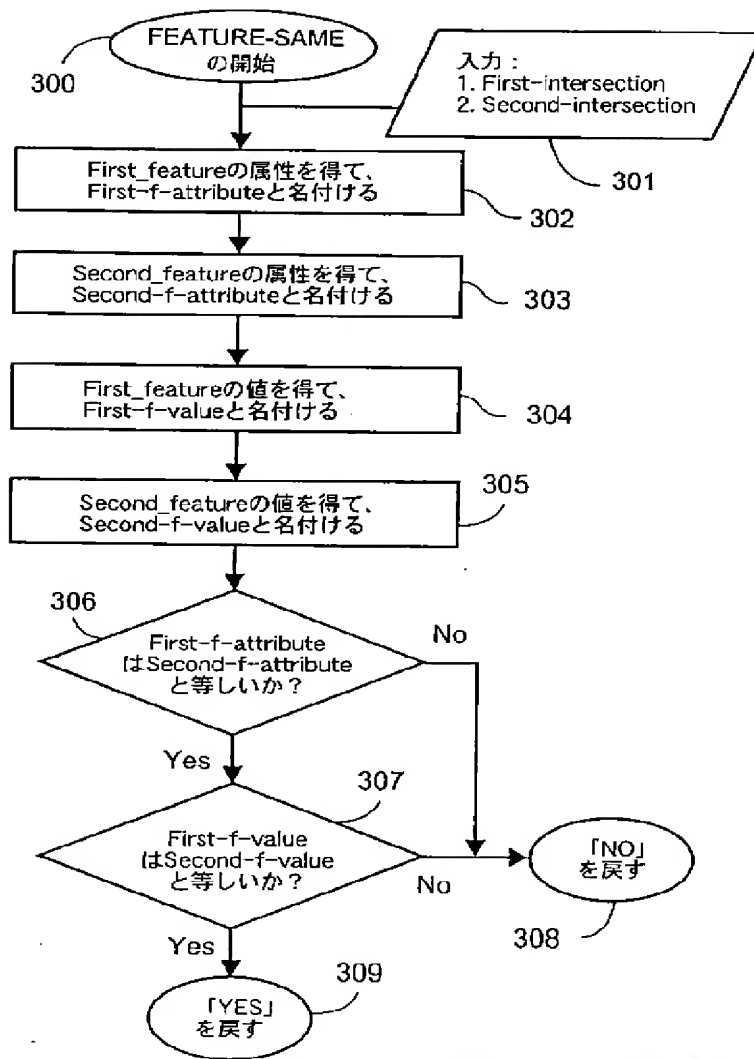 FEATURE-SAME
の開始
300
入力：
1. First-intersection
2. Second-intersection
301
First_featureの属性を得て、
First-f-attributeと名付ける
302
Second_featureの属性を得て、
Second-f-attributeと名付ける
303
First_featureの値を得て、
First-f-valueと名付ける
304
Second_featureの値を得て、
Second-f-valueと名付ける
305
306
First-f-attribute
はSecond-f-attribute
と等しいか？
No
Yes
307
First-f-value
はSecond-f-value
と等しいか？
No
「NO」
を戻す
308
Yes
309
「YES」
を戻す